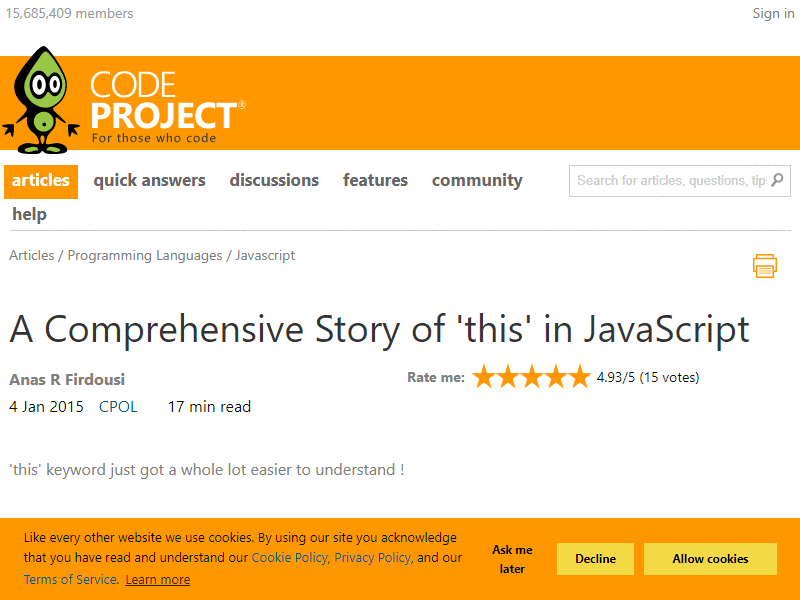 15,685,409 members
Sign in
CODE
PROJECT®
For those who code
articles quick answers discussions features community
Search for articles, questions, tips
help
Articles / Programming Languages / Javascript
A Comprehensive Story of 'this' in JavaScript
Anas R Firdousi
Rate me: 4.93/5 (15 votes)
4 Jan 2015 CPOL 17 min read
'this' keyword just got a whole lot easier to understand !
Like every other website we use cookies. By using our site you acknowledge
that you have read and understand our Cookie Policy, Privacy Policy, and our
Terms of Service. Learn more
Ask me
later
Decline
Allow cookies